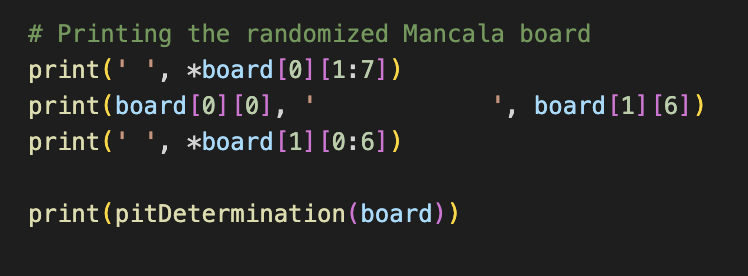 # Printing the randomized Mancala board
print(' ', *board[0][1:7])
print(board[0][0], '            ', board[1][6])
print(' ', *board[1][0:6])
print(pitDetermination(board))